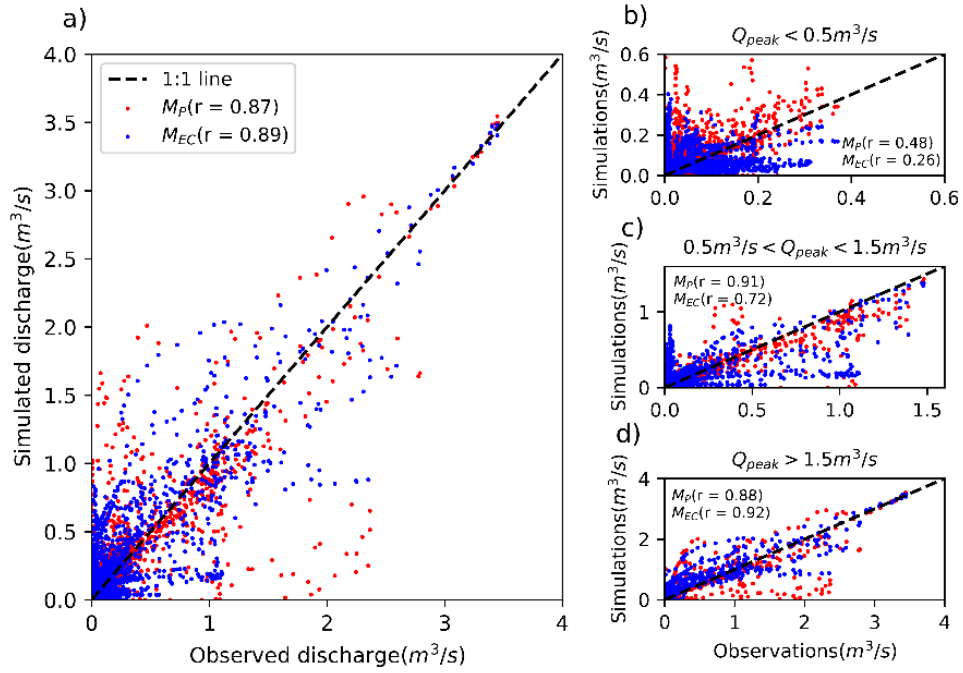 a)
Simulated discharge(m³/s)
4.0
3.5
3.0
2.5
2.0
1.5
1.0
0.5
0.0
1:1 line
M_P(r = 0.87)
M_EC(r = 0.89)
0
1
2
3
4
Observed discharge(m³/s)
b)
Q_peak < 0.5m³/s
Simulations(m³/s)
0.6
0.4
0.2
0.0
M_P(r = 0.48)
M_EC(r = 0.26)
0.0
0.2
0.4
0.6
c)
0.5m³/s < Q_peak < 1.5m³/s
Simulations(m³/s)
1
0
M_P(r = 0.91)
M_EC(r = 0.72)
0.0
0.5
1.0
1.5
d)
Q_peak > 1.5m³/s
Simulations(m³/s)
4
2
0
M_P(r = 0.88)
M_EC(r = 0.92)
0
1
2
3
4
Observations(m³/s)